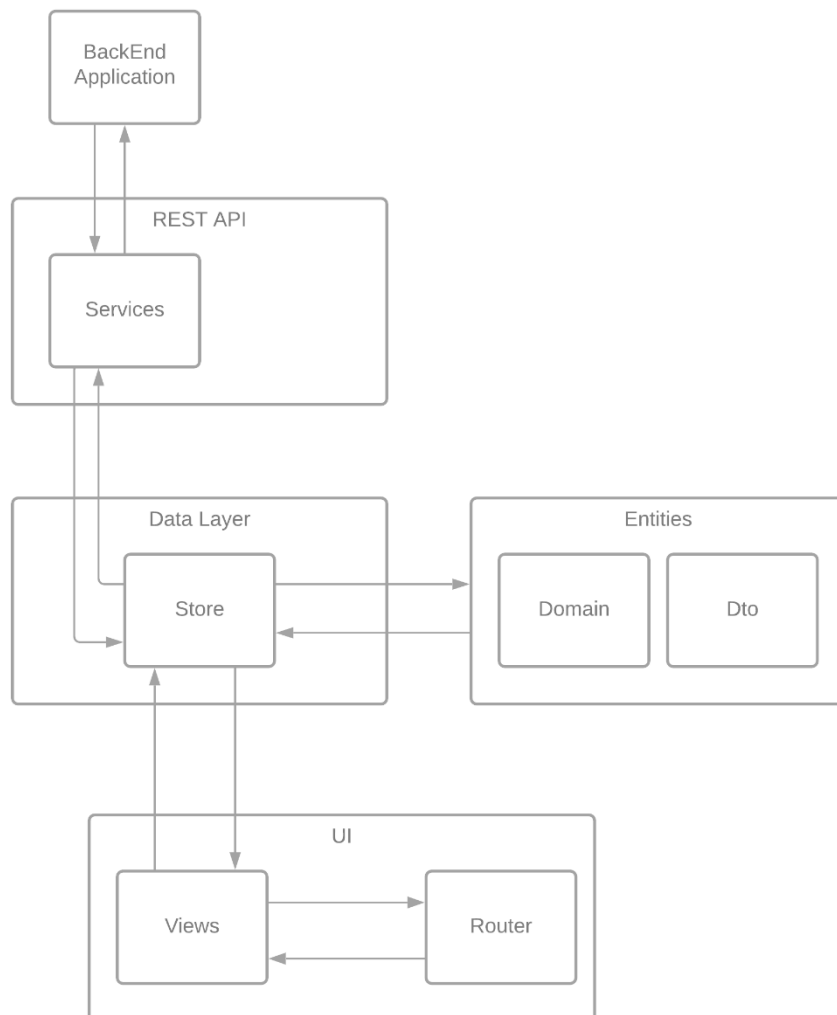 BackEnd
Application
REST API
Services
Data Layer
Store
Entities
Domain
Dto
UI
Views
Router